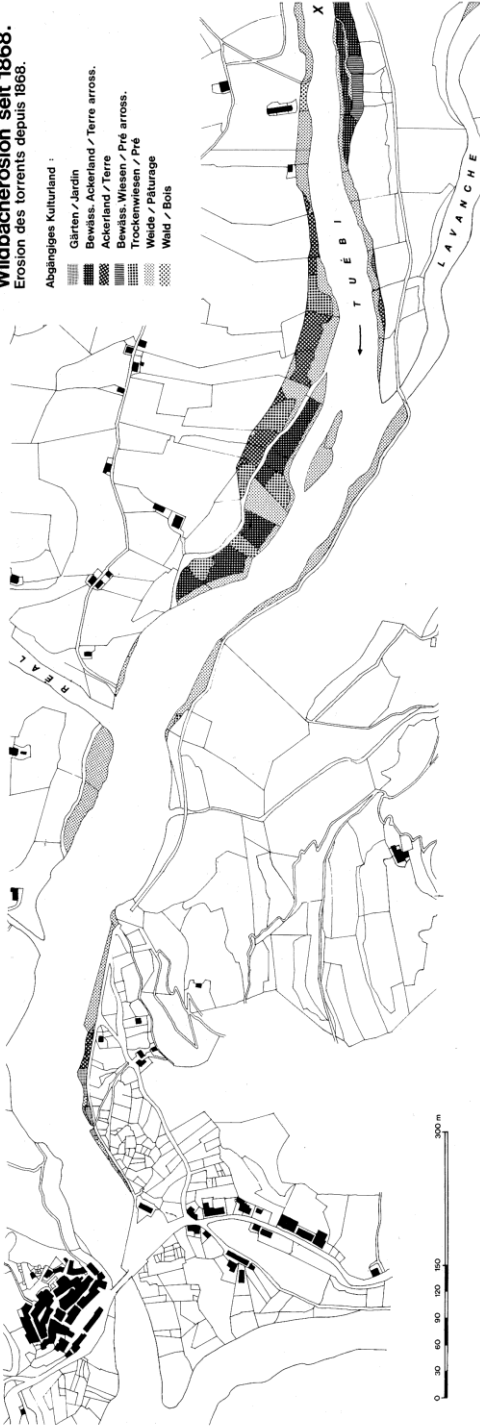 Wildbacherosion seit 1868.
Erosion des torrents depuis 1868.
Abgängiges Kulturland :
Gärten / Jardin
Bewäss. Ackerland / Terre arross.
Ackerland / Terre
Bewäss. Wiesen / Pré arross.
Trockenwiesen / Pré
Weide / Pâturage
Wald / Bois
X
TUÉBI
LAVANCHE
RÉAL
0 30 60 90 120 150 300 m